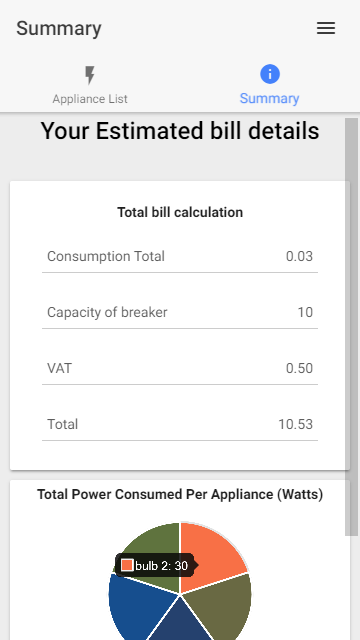 Summary
Appliance List
Summary
Your Estimated bill details
Total bill calculation
Consumption Total 0.03
Capacity of breaker 10
VAT 0.50
Total 10.53
Total Power Consumed Per Appliance (Watts)
bulb 2: 30